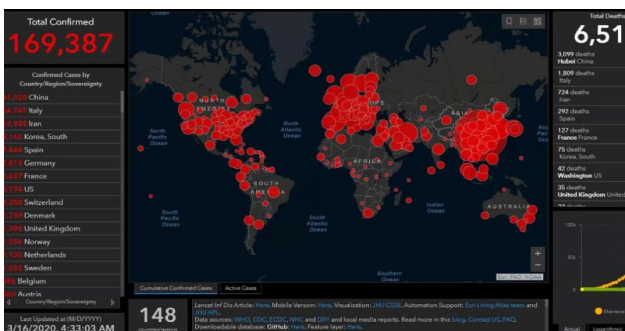 Total Confirmed
169,387
Confirmed Cases by
Country/Region/Sovereignty
China
Italy
Iran
Korea, South
Spain
Germany
France
US
Switzerland
Denmark
United Kingdom
Norway
Netherlands
Sweden
Belgium
Austria
Country/Region/Sovereignty
Last Updated at (M/D/YYYY)
3/16/2020, 4:33:03 AM
NORTH
North
Pacific
Ocean
North
Atlantic
Ocean
ASIA
AFRICA
SOUTH
South
Pacific
Ocean
South
Atlantic
Ocean
Indian
Ocean
AUSTRALIA
Southern
Ocean
+
−
Esri, FAO, NOAA
Cumulative Confirmed Cases
Active Cases
148
Lancet Inf Dis Article: Here. Mobile Version: Here. Visualization: JHU CSSE. Automation Support: Esri Living Atlas team and
JHU APL.
Data sources: WHO, CDC, ECDC, NHC and DXY and local media reports. Read more in this blog. Contact US. FAQ.
Downloadable database: GitHub: Here. Feature layer: Here.
Total Deaths
6,51
3,099 deaths
Hubei China
1,809 deaths
Italy
724 deaths
Iran
292 deaths
Spain
127 deaths
France France
75 deaths
Korea, South
42 deaths
Washington US
35 deaths
United Kingdom United
100k
50k
0
Mainland
Actual
Logarithmic